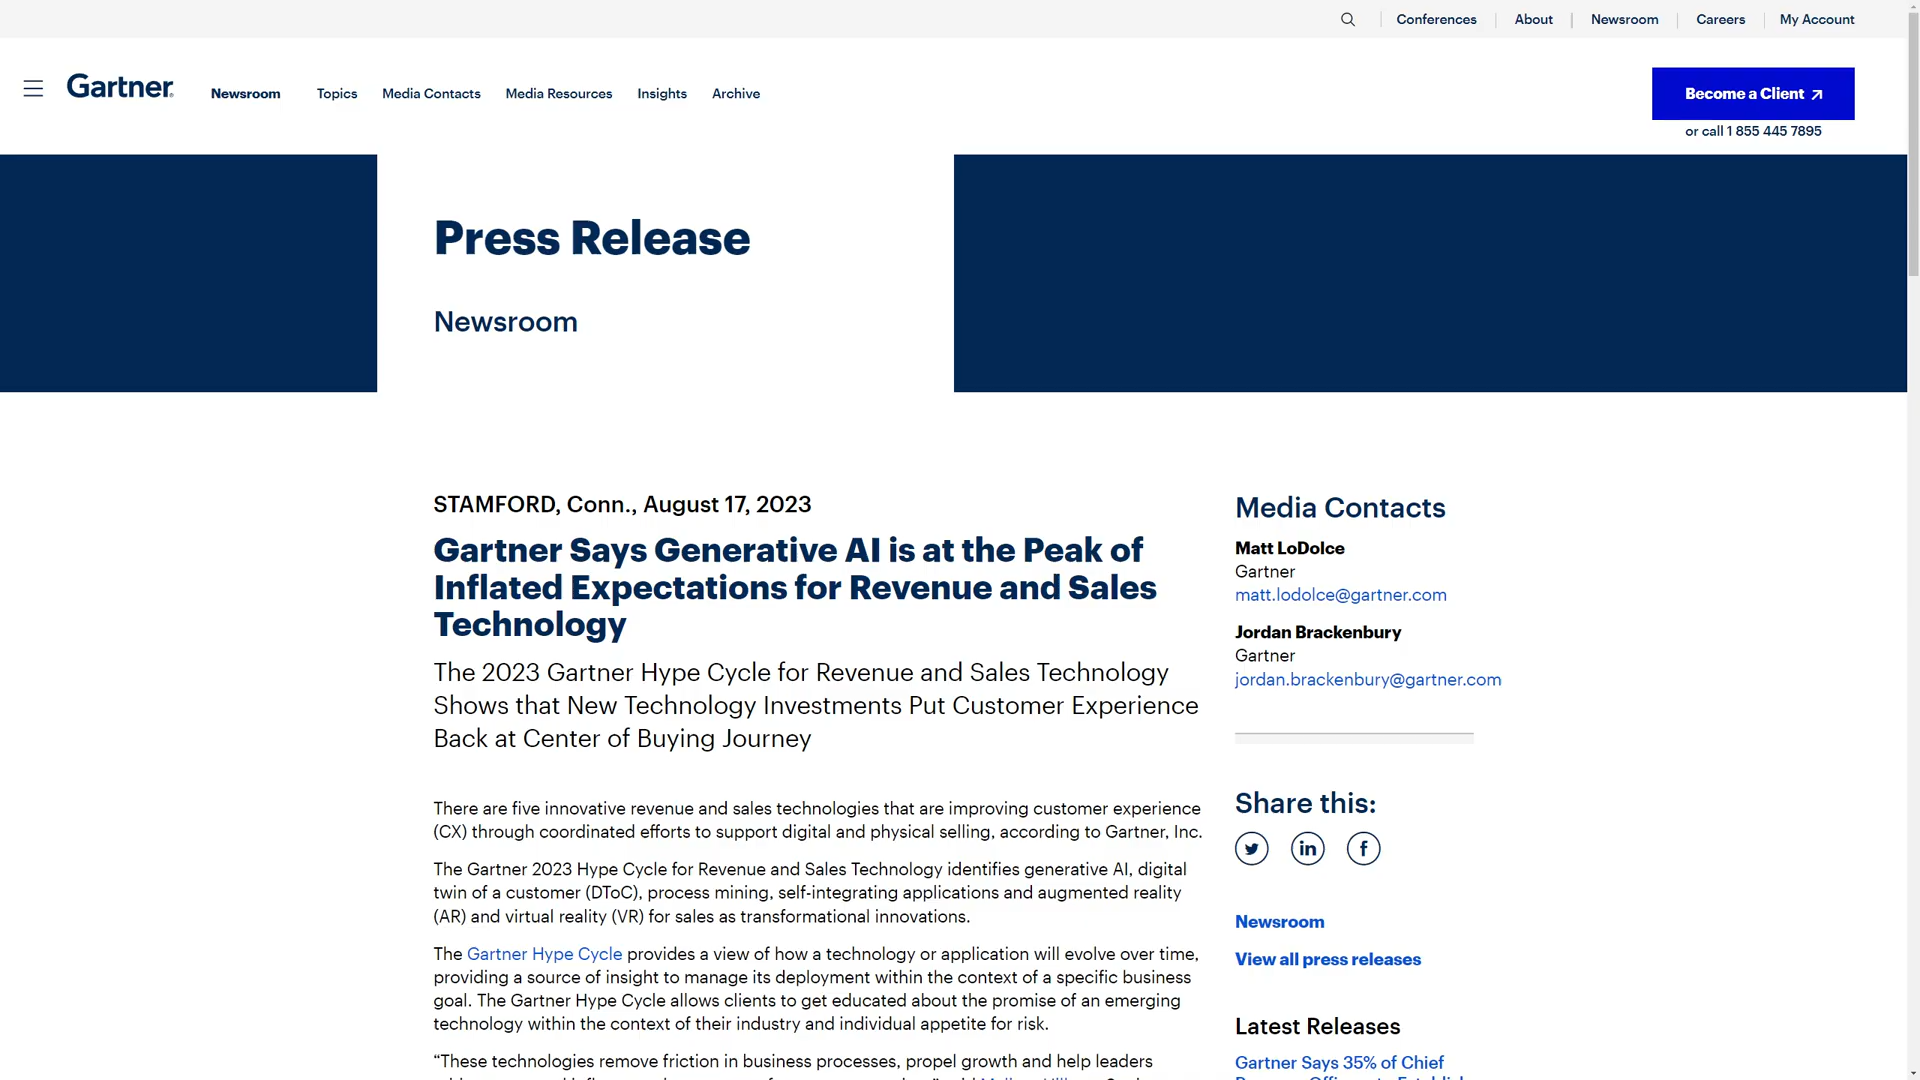 Conferences
About
Newsroom
Careers
My Account
Gartner
Newsroom
Topics
Media Contacts
Media Resources
Insights
Archive
Become a Client
or call 1 855 445 7895
Press Release
Newsroom
STAMFORD, Conn., August 17, 2023
Gartner Says Generative AI is at the Peak of
Inflated Expectations for Revenue and Sales
Technology
The 2023 Gartner Hype Cycle for Revenue and Sales Technology
Shows that New Technology Investments Put Customer Experience
Back at Center of Buying Journey
There are five innovative revenue and sales technologies that are improving customer experience
(CX) through coordinated efforts to support digital and physical selling, according to Gartner, Inc.
The Gartner 2023 Hype Cycle for Revenue and Sales Technology identifies generative AI, digital
twin of a customer (DToC), process mining, self-integrating applications and augmented reality
(AR) and virtual reality (VR) for sales as transformational innovations.
The Gartner Hype Cycle provides a view of how a technology or application will evolve over time,
providing a source of insight to manage its deployment within the context of a specific business
goal. The Gartner Hype Cycle allows clients to get educated about the promise of an emerging
technology within the context of their industry and individual appetite for risk.
“These technologies remove friction in business processes, propel growth and help leaders
Media Contacts
Matt LoDolce
Gartner
matt.lodolce@gartner.com
Jordan Brackenbury
Gartner
jordan.brackenbury@gartner.com
Share this:
Newsroom
View all press releases
Latest Releases
Gartner Says 35% of Chief